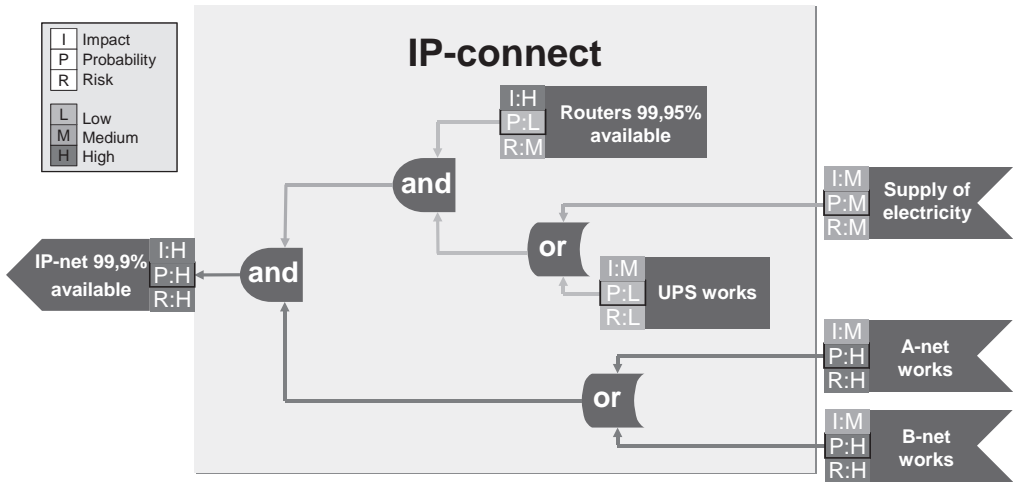 I Impact
P Probability
R Risk
L Low
M Medium
H High
IP-connect
I:H
P:L
R:M
Routers 99,95%
available
and
I:M
P:M
R:M
Supply of
electricity
or
I:M
P:L
R:L
UPS works
IP-net 99,9%
available
I:H
P:H
R:H
and
I:M
P:H
R:H
A-net
works
or
I:M
P:H
R:H
B-net
works